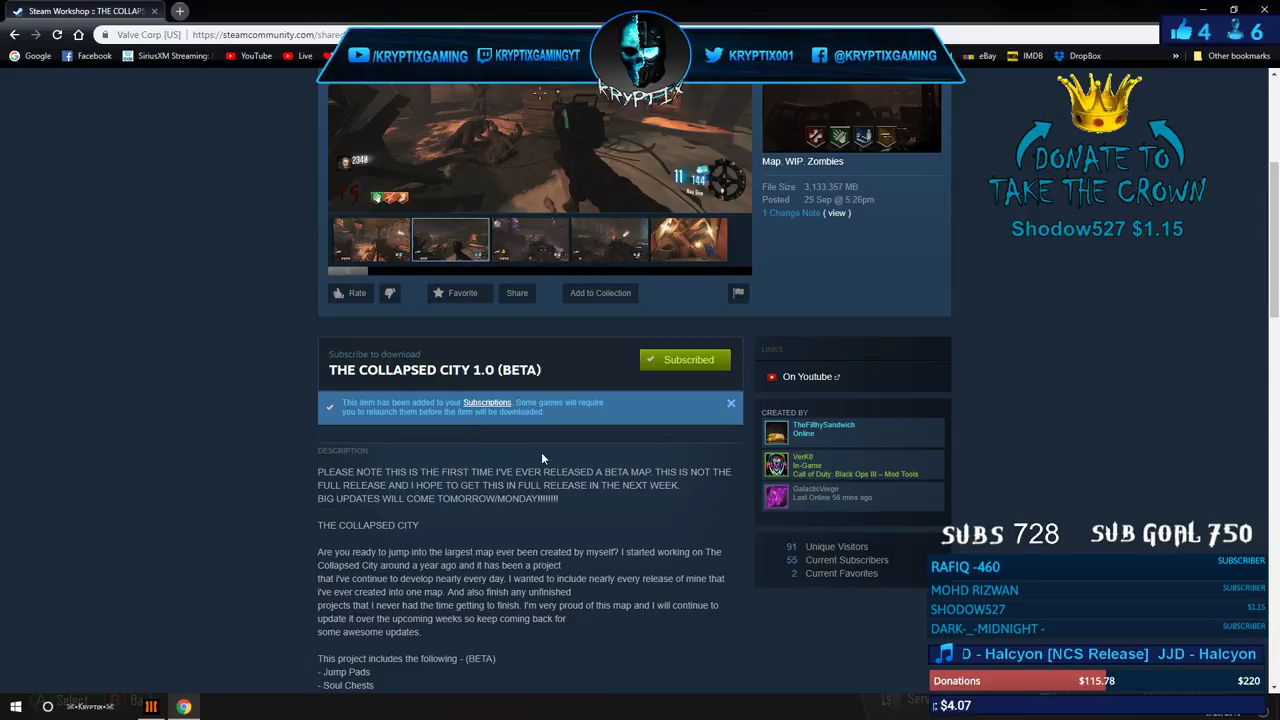 Steam Workshop :: THE COLLAPS
Valve Corp [US] | https://steamcommunity.com/share
Google
Facebook
SiriusXM Streaming:
YouTube
Live
eBay
IMDB
DropBox
Other bookmarks
/KRYPTIXGAMING
KRYPTIXGAMINGYT
KRYPTIX
KRYPTIX001
@KRYPTIXGAMING
4
6
DONATE TO
TAKE THE CROWN
Shodow527 $1.15
2340
11
144
Map, WIP, Zombies
File Size 3,133.357 MB
Posted 29 Sep @ 5:26pm
1 Change Note ( view )
Rate
Favorite
Share
Add to Collection
Subscribe to download
THE COLLAPSED CITY 1.0 (BETA)
Subscribed
This item has been added to your Subscriptions. Some games will require
you to relaunch them before the item will be downloaded.
DESCRIPTION
PLEASE NOTE THIS IS THE FIRST TIME I'VE EVER RELEASED A BETA MAP. THIS IS NOT THE
FULL RELEASE AND I HOPE TO GET THIS IN FULL RELEASE IN THE NEXT WEEK.
BIG UPDATES WILL COME TOMORROW/MONDAY!!!!!!!!
THE COLLAPSED CITY
Are you ready to jump into the largest map ever been created by myself? I started working on The
Collapsed City around a year ago and it has been a project
that i've continue to develop nearly every day. I wanted to include nearly every release of mine that
i've ever created into one map. And also finish any unfinished
projects that I never had the time getting to finish. I'm very proud of this map and I will continue to
update it over the upcoming weeks so keep coming back for
some awesome updates.
This project includes the following - (BETA)
- Jump Pads
- Soul Chests
LINKS
On Youtube
CREATED BY
TheFilthySandwich
Online
VerK0
In-Game
Call of Duty: Black Ops III – Mod Tools
GalacticVerge
Last Online 56 mins ago
91 Unique Visitors
55 Current Subscribers
2 Current Favorites
SUBS 728
SUB GOAL 750
RAFIQ -460 SUBSCRIBER
MOHD RIZWAN SUBSCRIBER
SHODOW527 $1.15
DARK-_-MIDNIGHT - SUBSCRIBER
D - Halcyon [NCS Release] JJD - Halcyon
Donations $115.78 $220
: $4.07
Select
Back